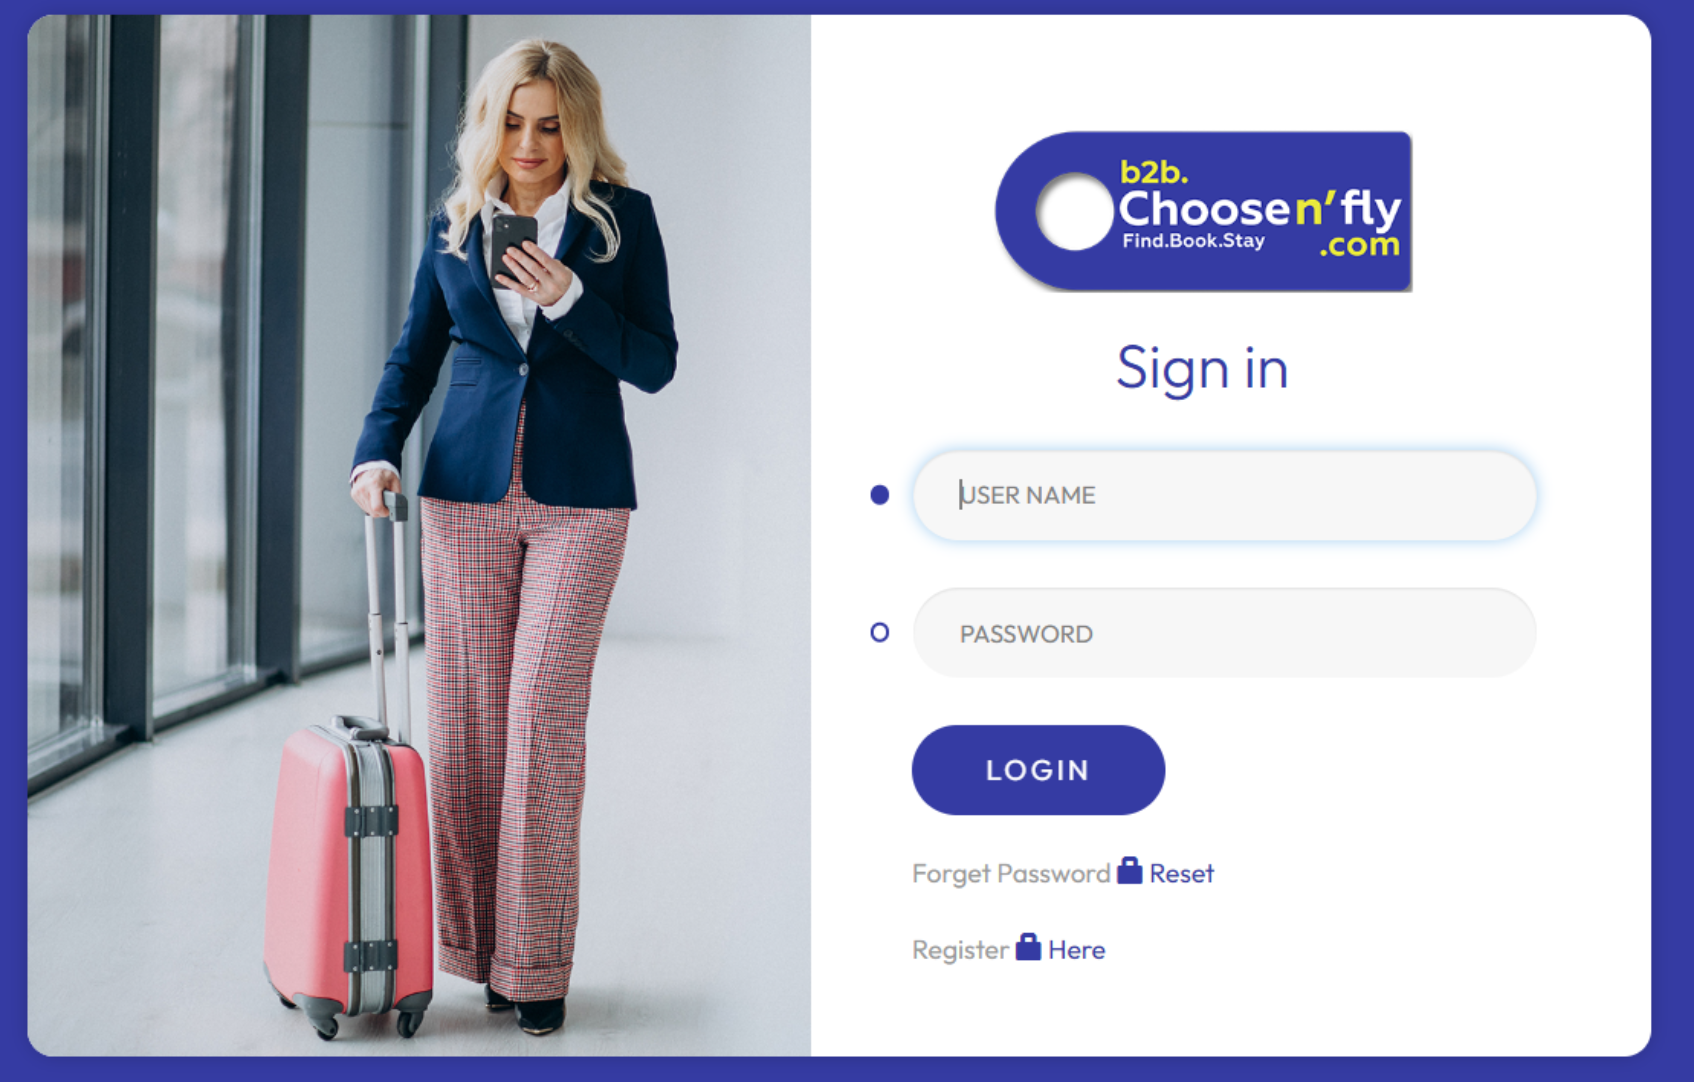 b2b.
Choosen'fly
Find.Book.Stay
.com
Sign in
USER NAME
PASSWORD
LOGIN
Forget Password Reset
Register Here